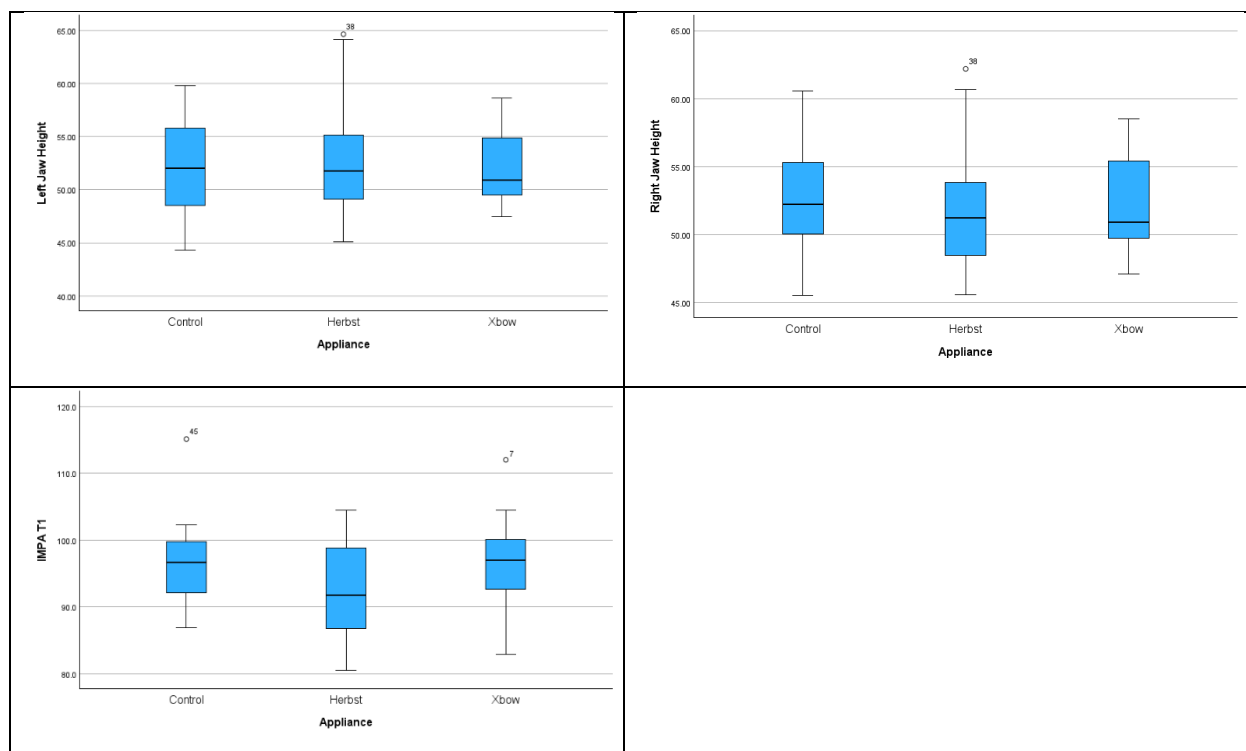 65.00
38
60.00
55.00
50.00
45.00
40.00
Left Jaw Height
Control Herbst Xbow
Appliance
65.00
38
60.00
55.00
50.00
45.00
Right Jaw Height
Control Herbst Xbow
Appliance
120.0
45
7
110.0
100.0
90.0
80.0
IMPA T1
Control Herbst Xbow
Appliance